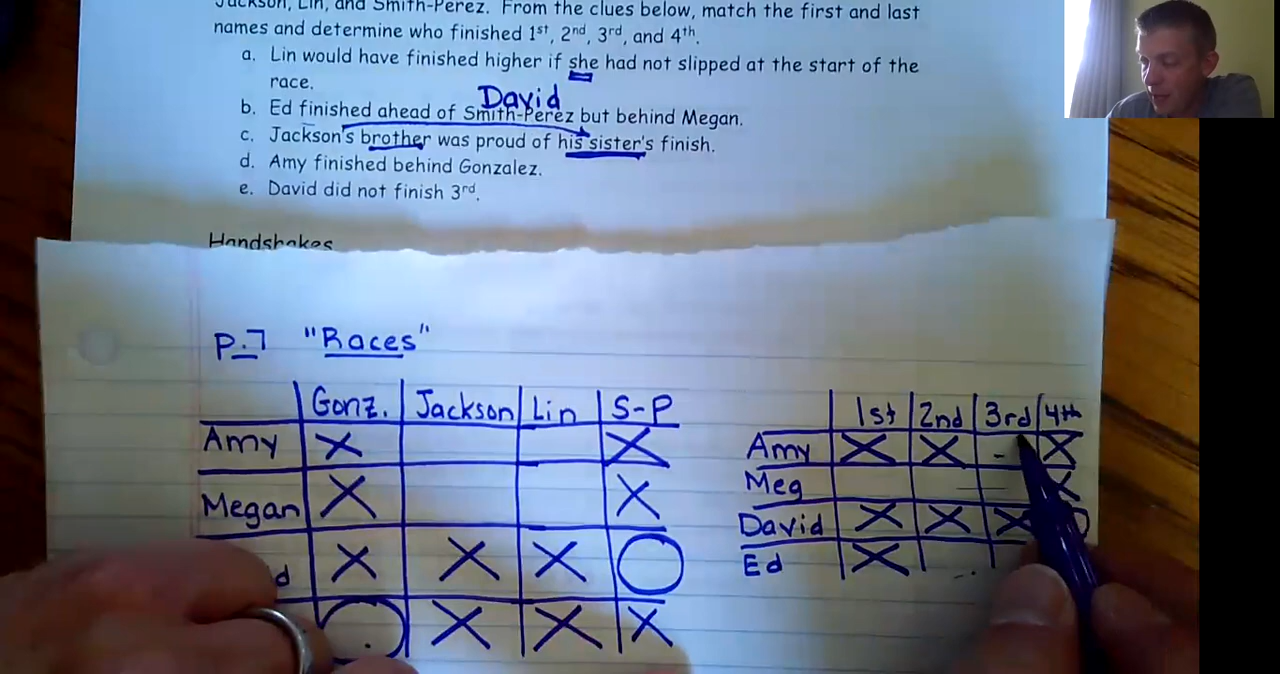 Jackson, Lin, and Smith-Perez. From the clues below, match the first and last
names and determine who finished 1st, 2nd, 3rd, and 4th.
a. Lin would have finished higher if she had not slipped at the start of the
race.
David
b. Ed finished ahead of Smith-Perez but behind Megan.
c. Jackson's brother was proud of his sister's finish.
d. Amy finished behind Gonzalez.
e. David did not finish 3rd.
Handshakes
P.7 "Races"
Gonz. Jackson Lin S-P
Amy X X
Megan X X
d X X X O
O X X X
1st 2nd 3rd 4th
Amy X X - X
Meg X
David X X X O
Ed X